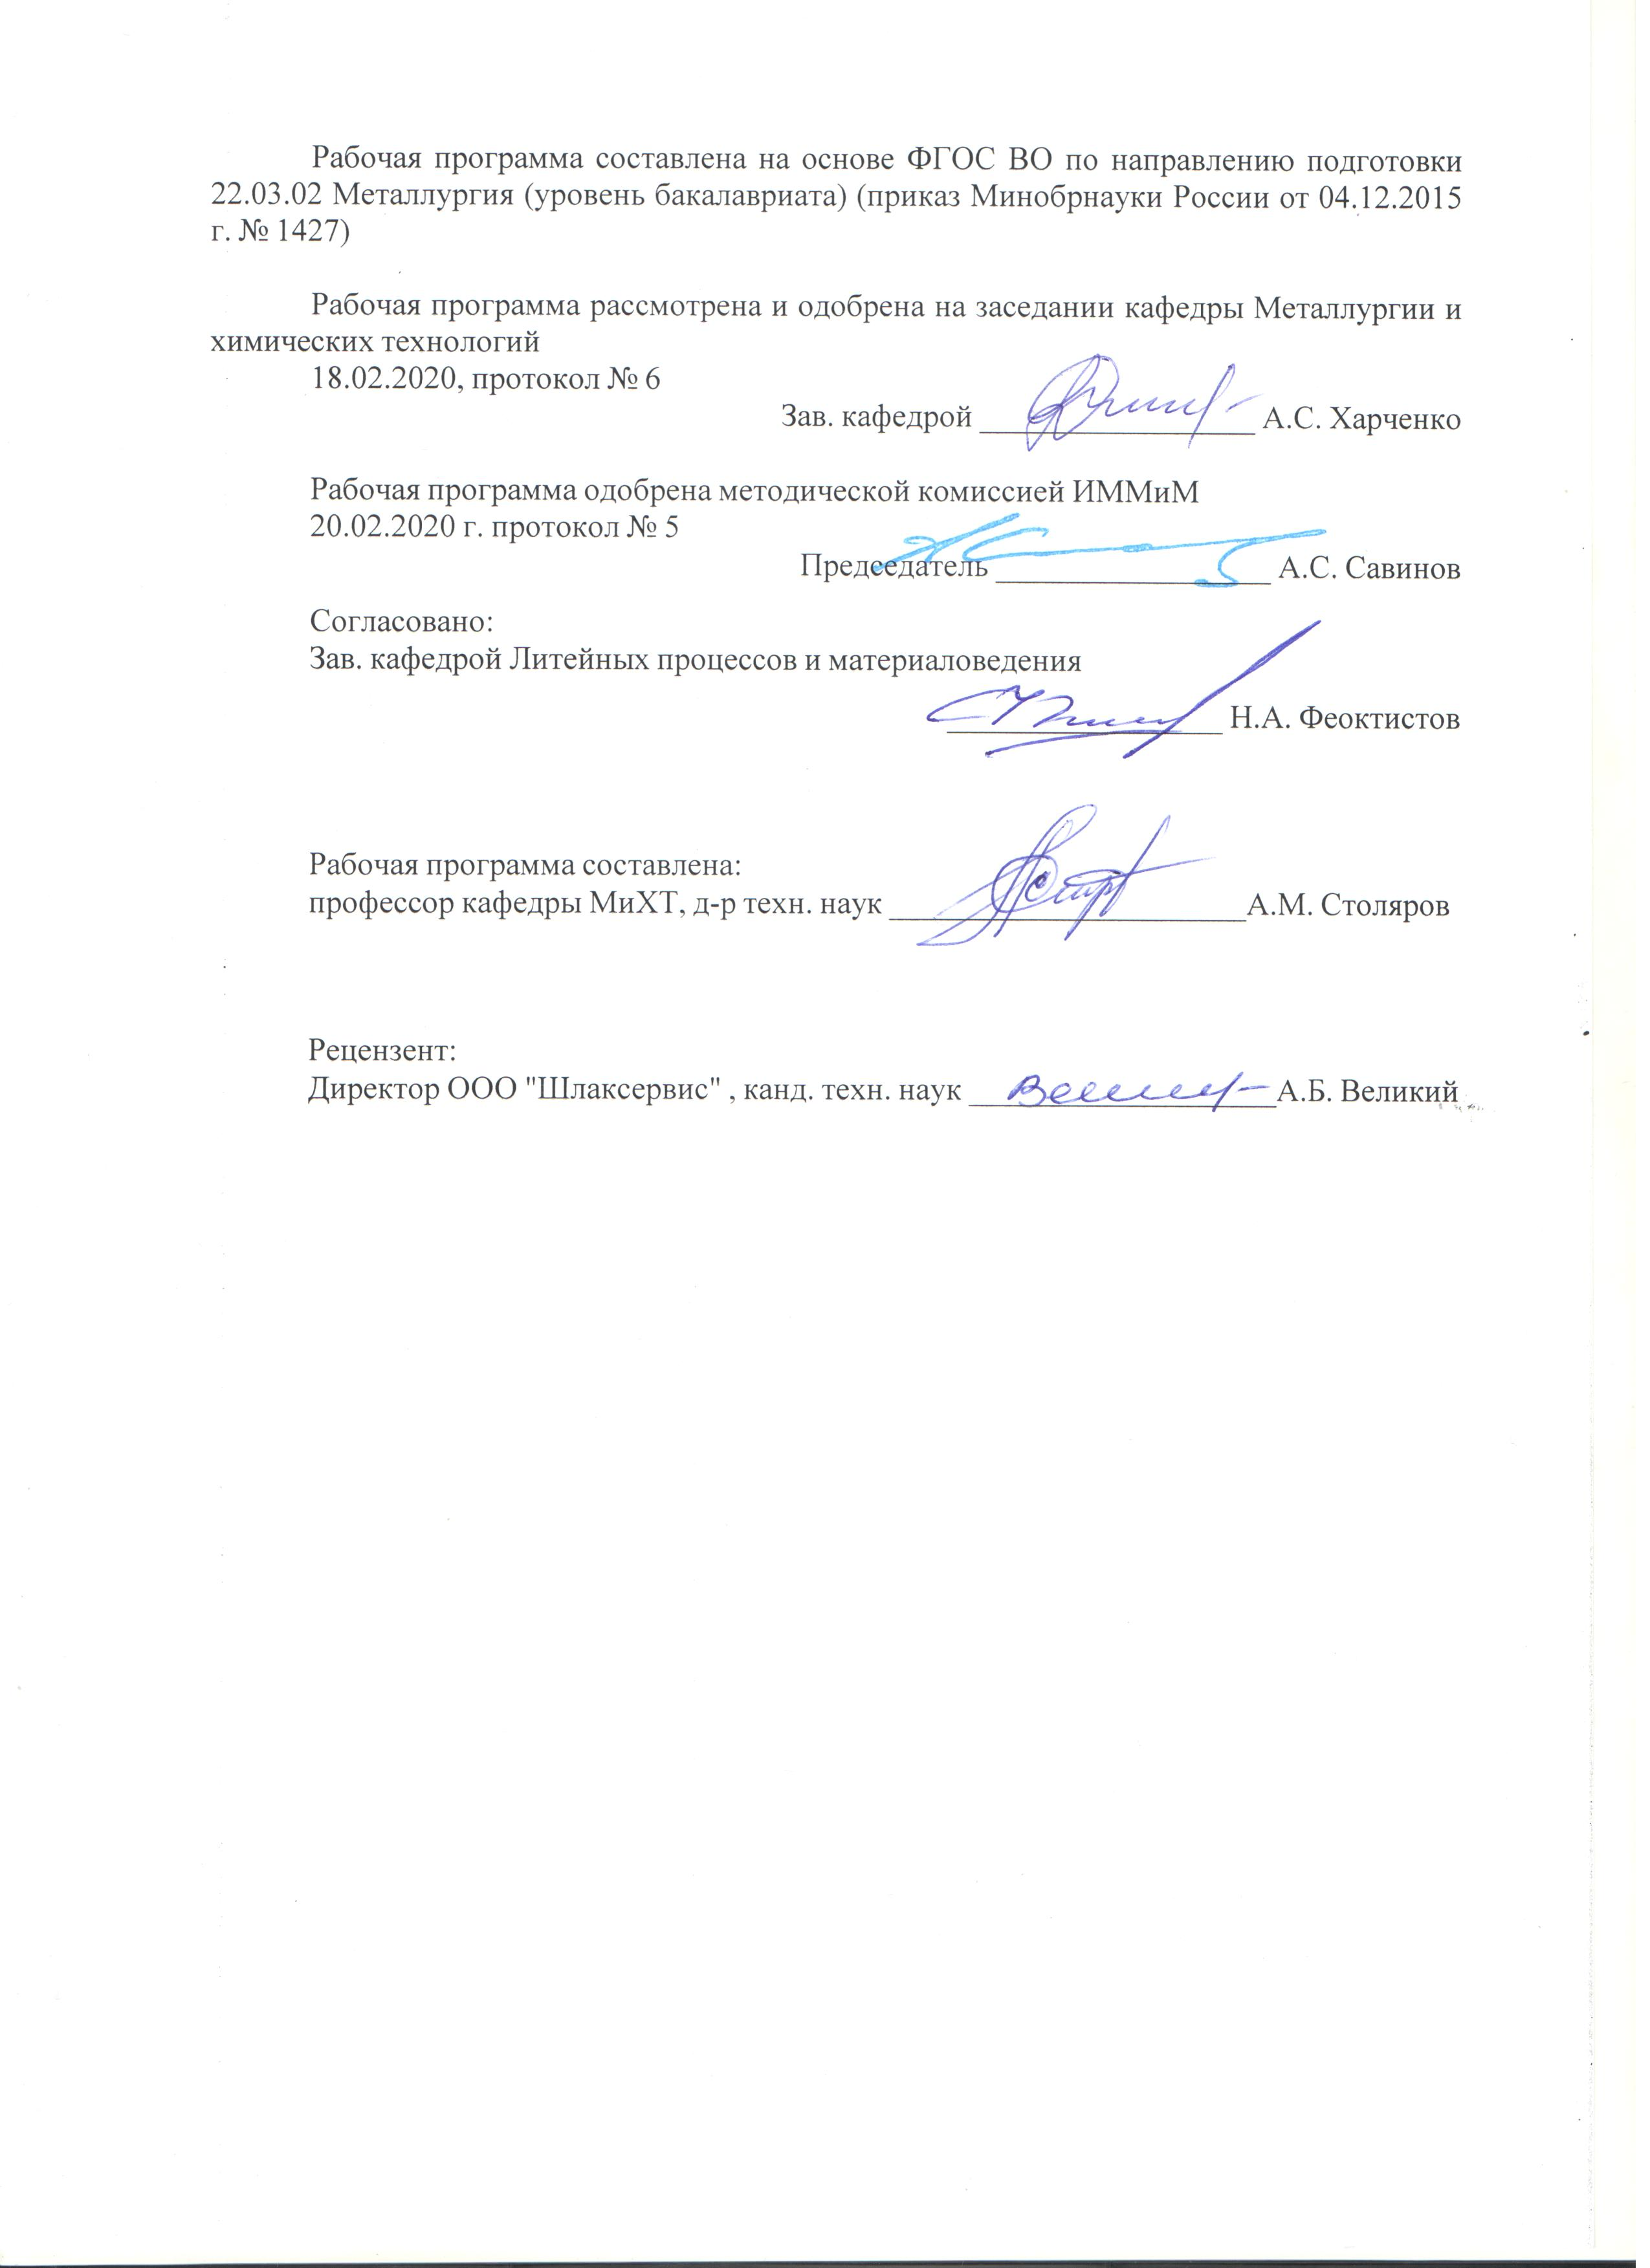 Рабочая программа составлена на основе ФГОС ВО по направлению подготовки
22.03.02 Металлургия (уровень бакалавриата) (приказ Минобрнауки России от 04.12.2015
г. № 1427)
Рабочая программа рассмотрена и одобрена на заседании кафедры Металлургии и
химических технологий
18.02.2020, протокол № 6
Зав. кафедрой ________________ А.С. Харченко
Рабочая программа одобрена методической комиссией ИММиМ
20.02.2020 г. протокол № 5
Председатель ________________ А.С. Савинов
Согласовано:
Зав. кафедрой Литейных процессов и материаловедения
________________ Н.А. Феоктистов
Рабочая программа составлена:
профессор кафедры МиХТ, д-р техн. наук ____________________А.М. Столяров
Рецензент:
Директор ООО "Шлаксервис" , канд. техн. наук _________________А.Б. Великий